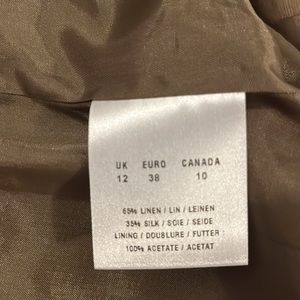 UK EURO CANADA
12 38 10
65% LINEN / LIN / LEINEN
35% SILK / SOIE / SEIDE
LINING / DOUBLURE / FUTTER
100% ACETATE / ACETAT